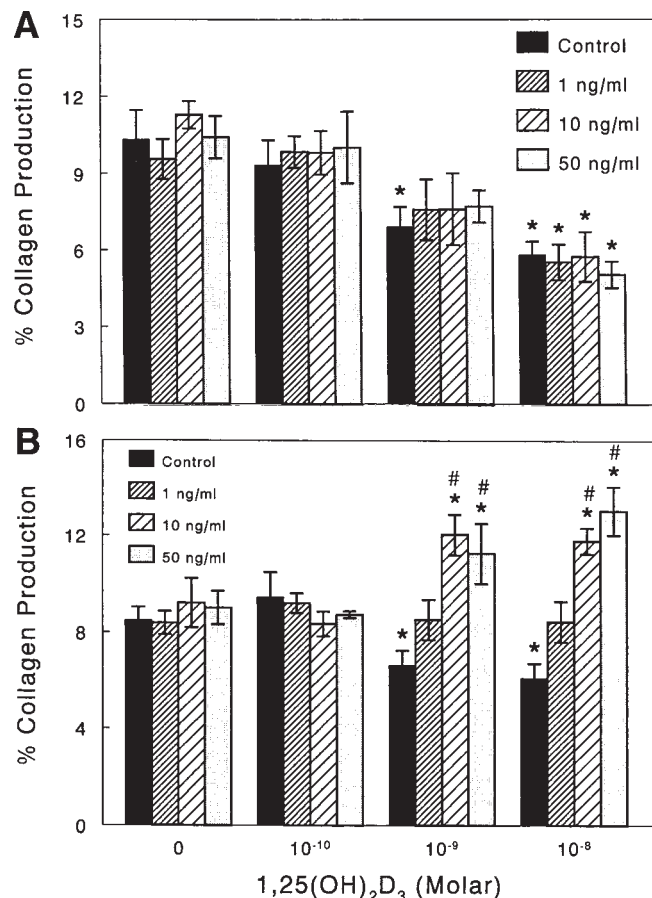 A
% Collagen Production
15
12
9
6
3
0
Control
1 ng/ml
10 ng/ml
50 ng/ml
*
* * * *
B
% Collagen Production
16
12
8
4
0
Control
1 ng/ml
10 ng/ml
50 ng/ml
*
# *
# *
*
# *
# *
0 10⁻¹⁰ 10⁻⁹ 10⁻⁸
1,25(OH)₂D₃ (Molar)